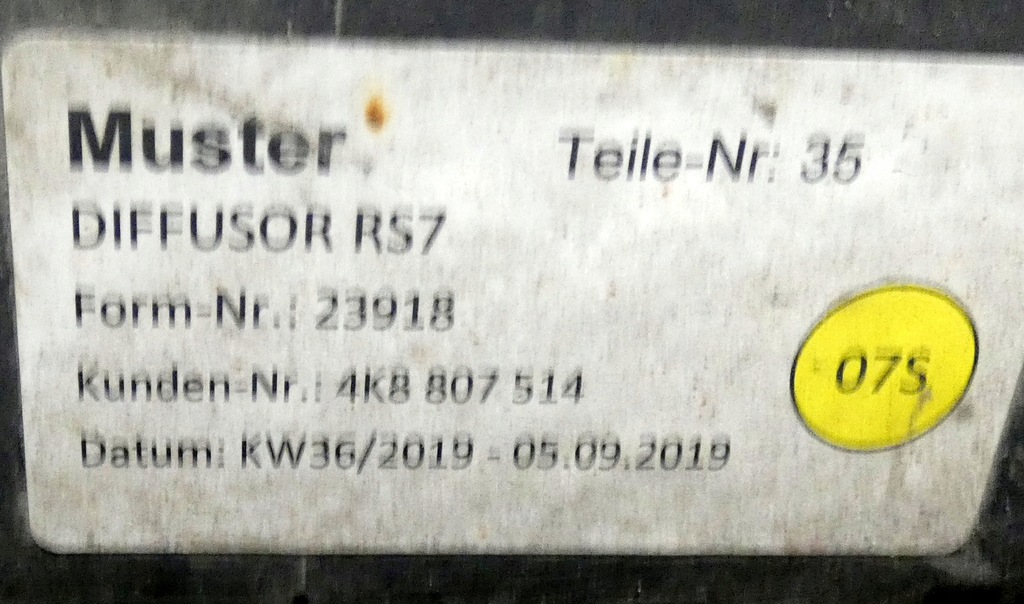 Muster
Teile-Nr: 35
DIFFUSOR RS7
Form-Nr.: 23918
Kunden-Nr.: 4K8 807 514
Datum: KW36/2019 - 05.09.2019
07S